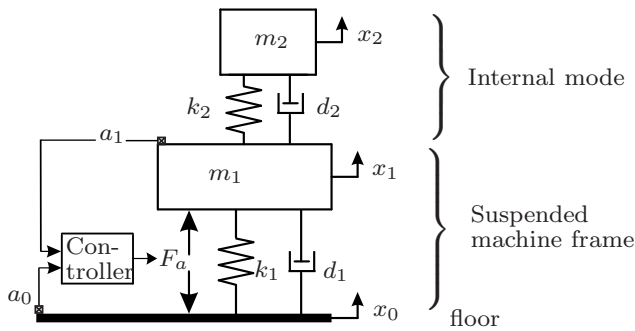 m₂
x₂
Internal mode
k₂
d₂
a₁
m₁
x₁
Suspended
machine frame
Con-
troller
Fₐ
k₁
d₁
a₀
x₀
floor